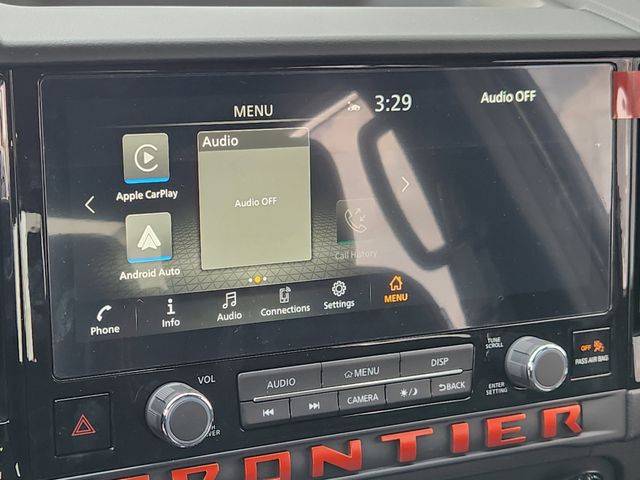 MENU
3:29
Audio OFF
Apple CarPlay
Audio
Audio OFF
Android Auto
Call History
Phone
Info
Audio
Connections
Settings
MENU
VOL
AUDIO
MENU
DISP
CAMERA
BACK
TUNE
SCROLL
ENTER
SETTING
OFF
PASS AIR BAG
FRONTIER